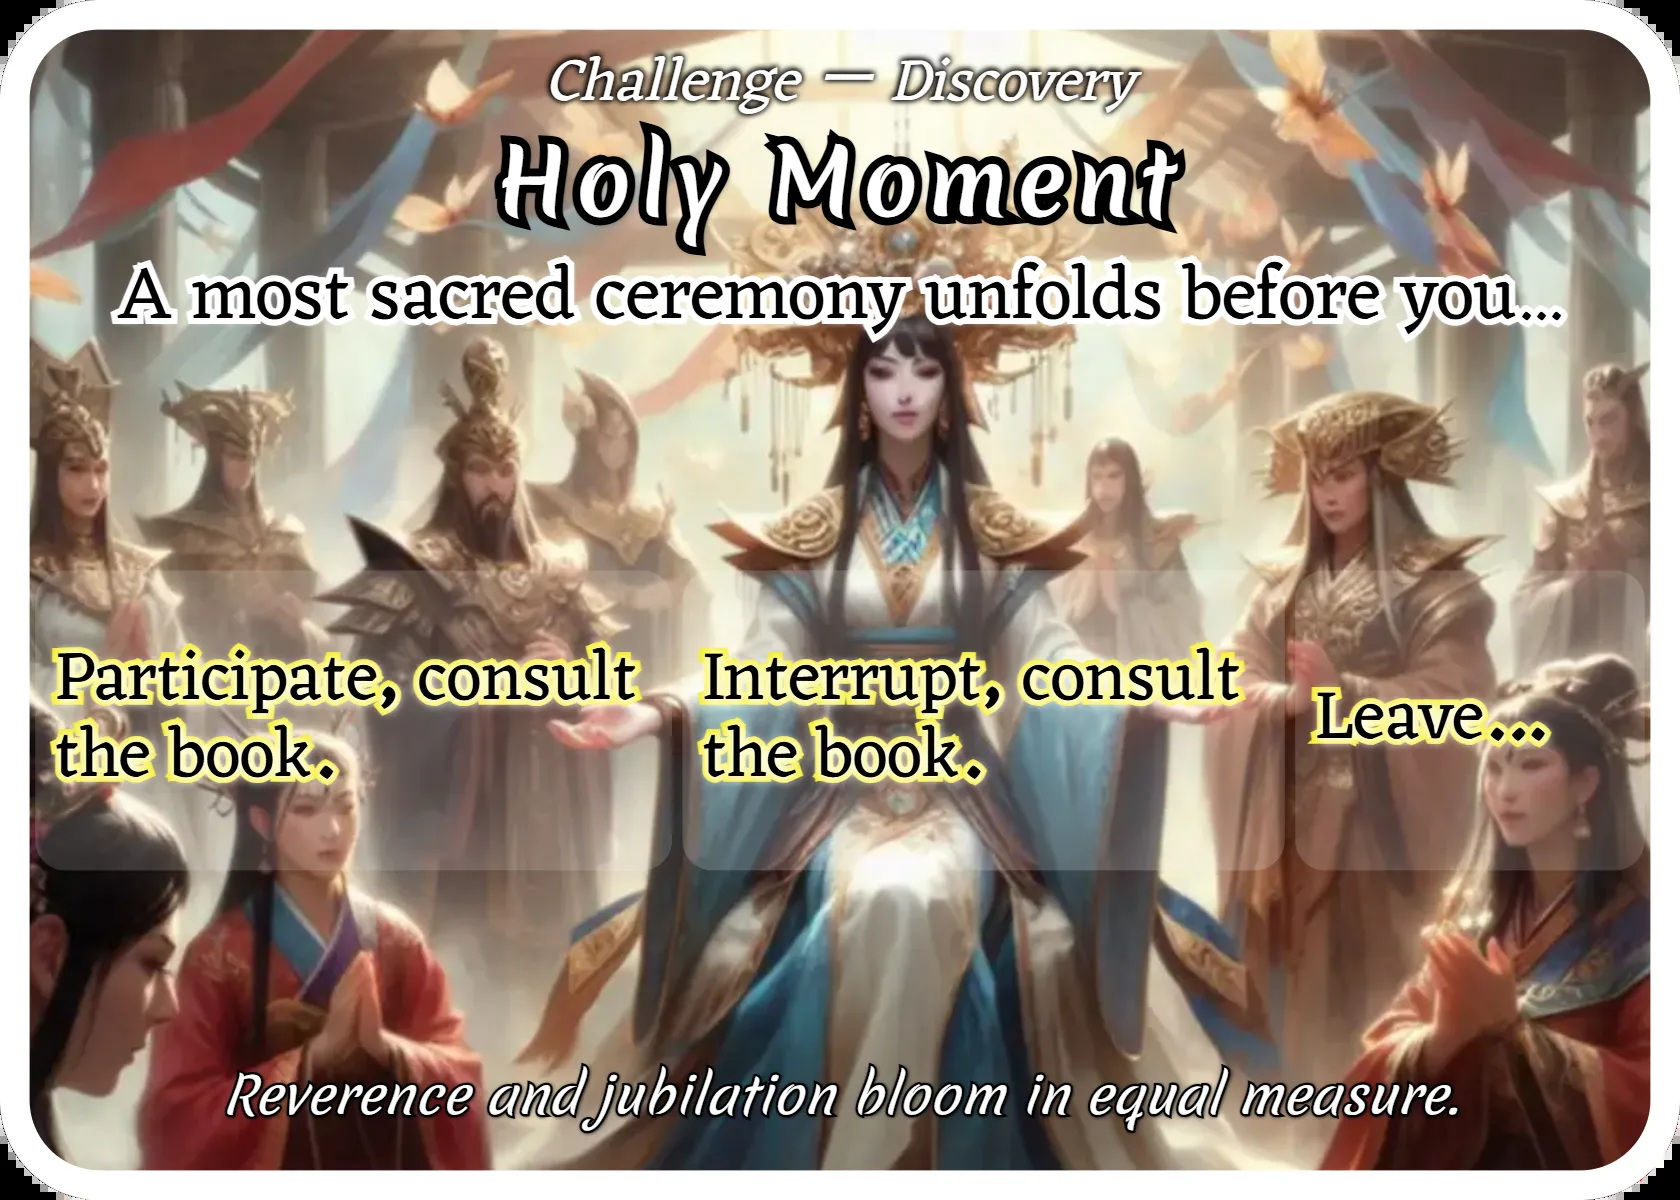 Challenge — Discovery
Holy Moment
A most sacred ceremony unfolds before you...
Participate, consult
the book.
Interrupt, consult
the book.
Leave...
Reverence and jubilation bloom in equal measure.